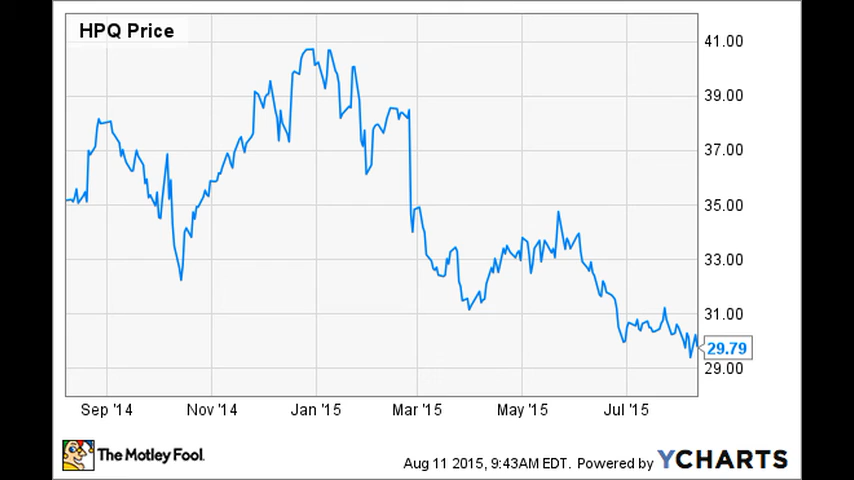 HPQ Price
41.00
39.00
37.00
35.00
33.00
31.00
29.79
29.00
Sep '14 Nov '14 Jan '15 Mar '15 May '15 Jul '15
The Motley Fool.
Aug 11 2015, 9:43AM EDT. Powered by YCHARTS